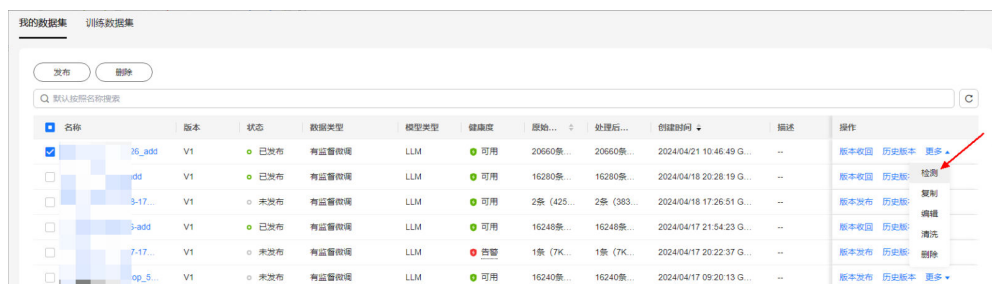 我的数据集 训练数据集
发布 删除
默认按照名称搜索
名称 版本 状态 数据类型 模型类型 健康度 原始... 处理后... 创建时间 描述 操作
26_add V1 已发布 有监督微调 LLM 可用 20660条... 20660条... 2024/04/21 10:46:49 G... -- 版本收回 历史版本 更多
dd V1 已发布 有监督微调 LLM 可用 16280条... 16280条... 2024/04/18 20:28:19 G... -- 版本收回 历史版 检测
3-17... V1 未发布 有监督微调 LLM 可用 2条 (425... 2条 (383... 2024/04/18 17:26:51 G... -- 版本发布 历史版 复制
编辑
-add V1 已发布 有监督微调 LLM 可用 16248条... 16248条... 2024/04/17 21:54:23 G... -- 版本收回 历史版
清洗
7-17... V1 未发布 有监督微调 LLM 告警 1条 (7K... 1条 (7K... 2024/04/17 20:22:37 G... -- 版本发布 历史版 删除
op_5... V1 未发布 有监督微调 LLM 可用 16240条... 16240条... 2024/04/17 09:20:13 G... -- 版本发布 历史版本 更多